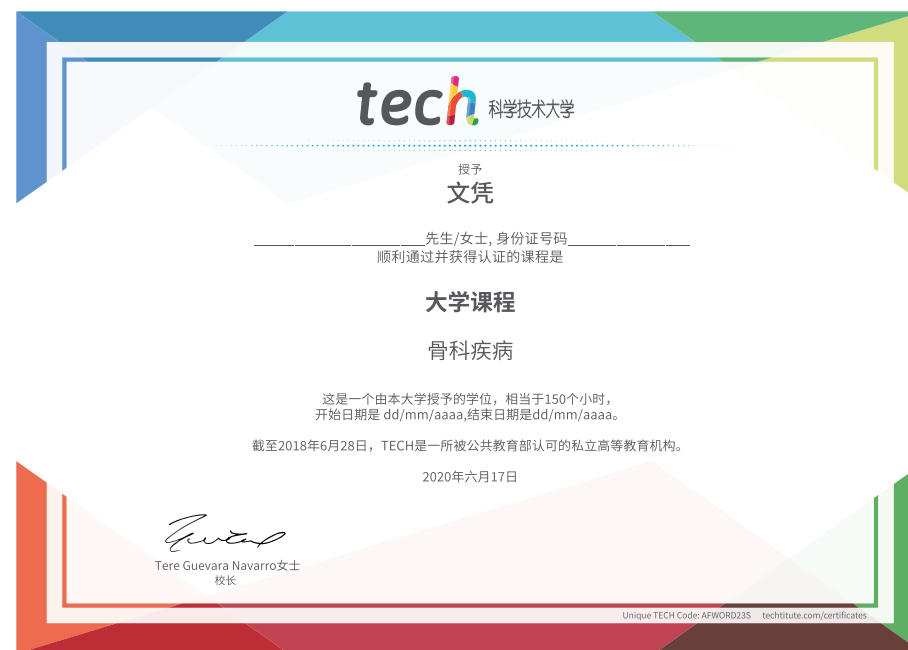 tech 科学技术大学
授予
文凭
______________________先生/女士, 身份证号码________________
顺利通过并获得认证的课程是
大学课程
骨科疾病
这是一个由本大学授予的学位，相当于150个小时，
开始日期是 dd/mm/aaaa,结束日期是dd/mm/aaaa。
截至2018年6月28日，TECH是一所被公共教育部认可的私立高等教育机构。
2020年六月17日
Tere Guevara Navarro女士
校长
Unique TECH Code: AFWORD23S techtitute.com/certificates